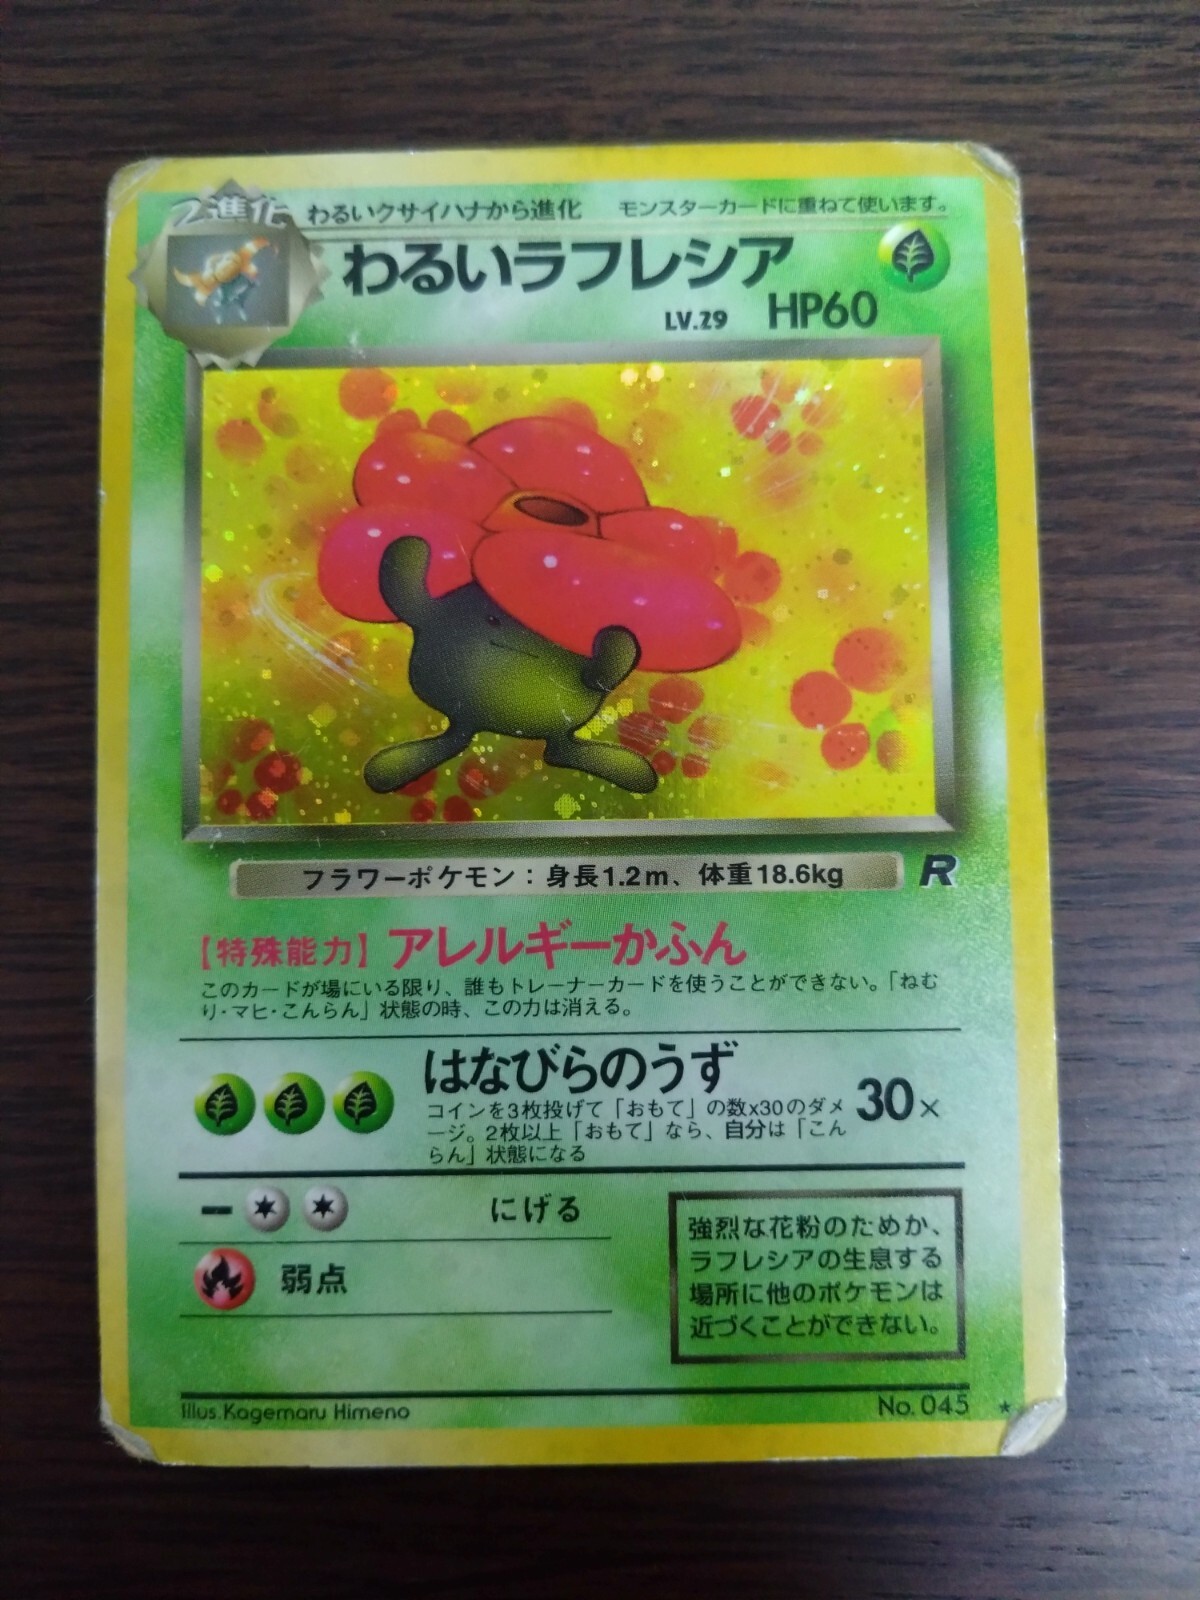 2進化 わるいクサイハナから進化 モンスターカードに重ねて使います。
わるいラフレシア
LV.29 HP60
フラワーポケモン：身長1.2m、体重18.6kg R
【特殊能力】アレルギーかふん
このカードが場にいる限り、誰もトレーナーカードを使うことができない。「ねむ
り・マヒ・こんらん」状態の時、この力は消える。
はなびらのうず
コインを3枚投げて「おもて」の数x30のダメ
ージ。2枚以上「おもて」なら、自分は「こん
らん」状態になる
30×
にげる
弱点
強烈な花粉のためか、
ラフレシアの生息する
場所に他のポケモンは
近づくことができない。
Illus.Kagemaru Himeno No.045 ★